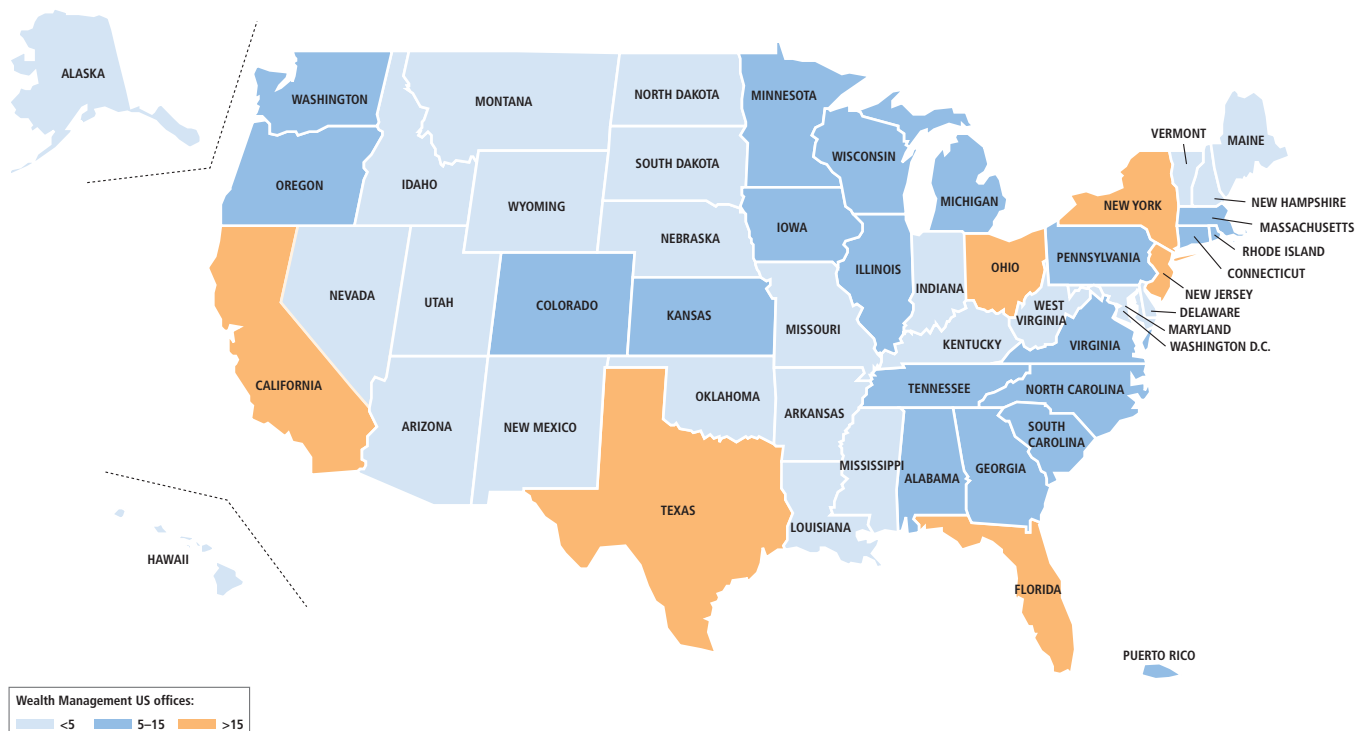 ALASKA
WASHINGTON
MONTANA
NORTH DAKOTA
MINNESOTA
VERMONT
MAINE
OREGON
IDAHO
SOUTH DAKOTA
WISCONSIN
MICHIGAN
NEW YORK
NEW HAMPSHIRE
MASSACHUSETTS
RHODE ISLAND
CONNECTICUT
WYOMING
NEBRASKA
IOWA
ILLINOIS
INDIANA
OHIO
PENNSYLVANIA
NEW JERSEY
DELAWARE
MARYLAND
WASHINGTON D.C.
NEVADA
UTAH
COLORADO
KANSAS
MISSOURI
KENTUCKY
WEST
VIRGINIA
VIRGINIA
CALIFORNIA
ARIZONA
NEW MEXICO
OKLAHOMA
ARKANSAS
TENNESSEE
NORTH CAROLINA
SOUTH
CAROLINA
TEXAS
LOUISIANA
MISSISSIPPI
ALABAMA
GEORGIA
HAWAII
FLORIDA
PUERTO RICO
Wealth Management US offices:
<5 5–15 >15